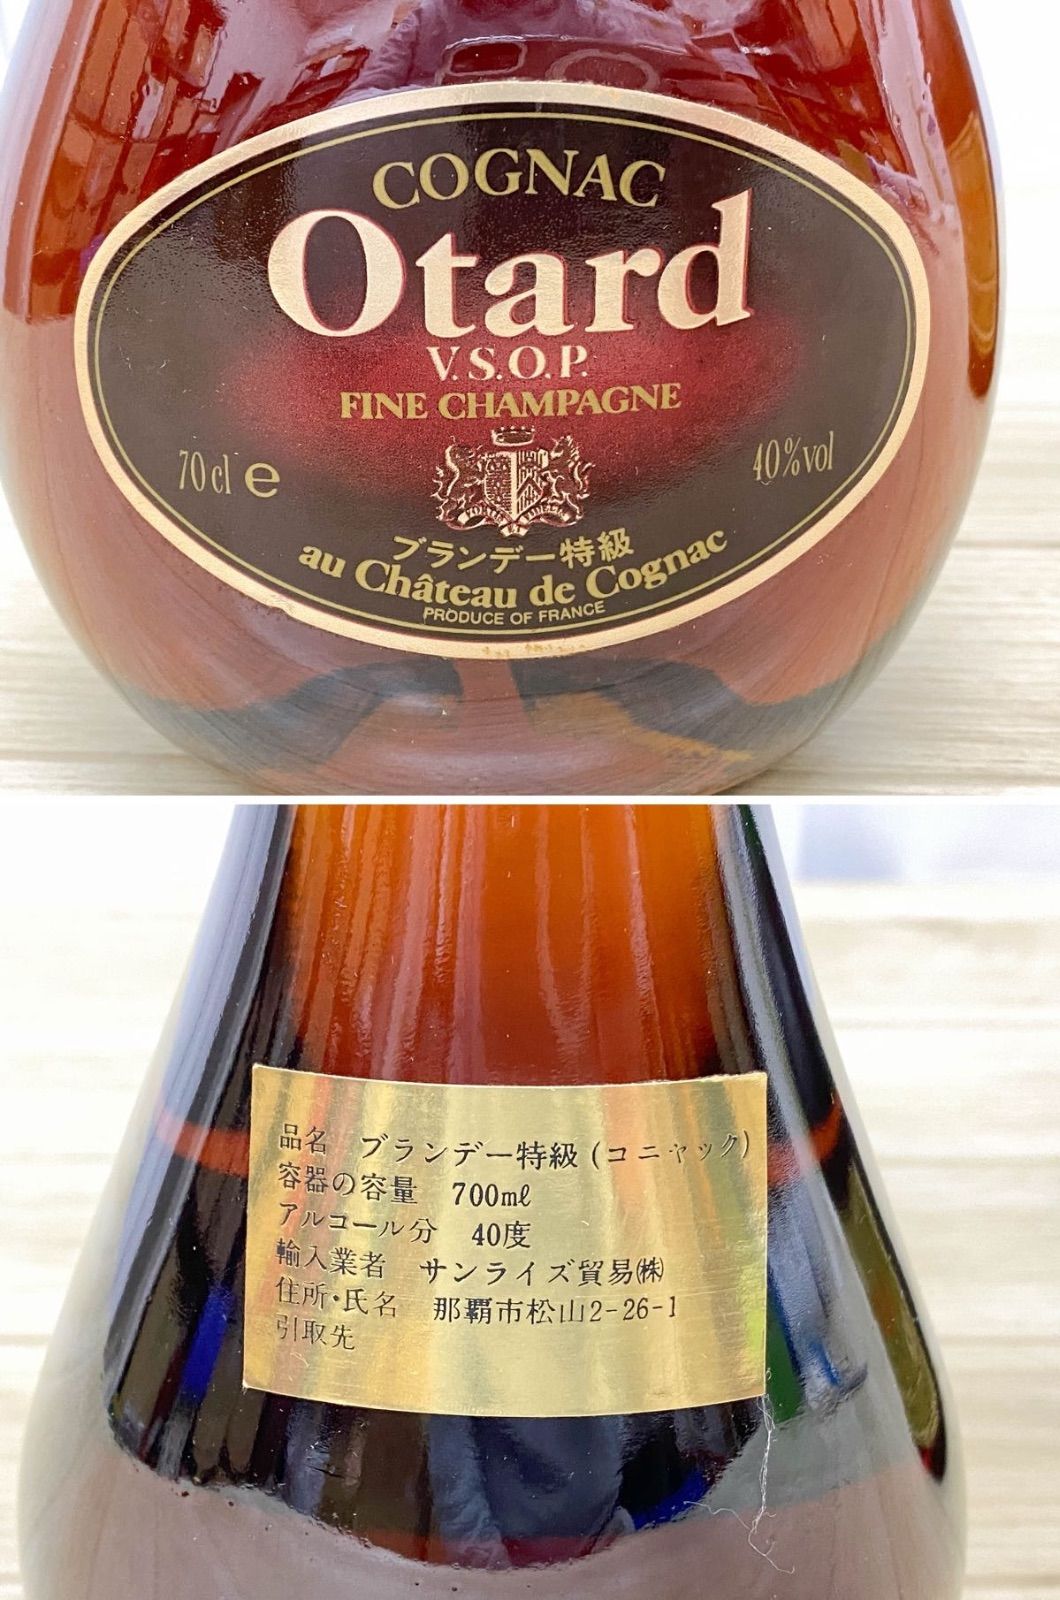 COGNAC
Otard
V.S.O.P.
FINE CHAMPAGNE
70 cl e
40%vol
ブランデー特級
au Château de Cognac
PRODUCE OF FRANCE
品名 ブランデー特級(コニャック)
容器の容量 700mℓ
アルコール分 40度
輸入業者 サンライズ貿易㈱
住所・氏名 那覇市松山2-26-1
引取先